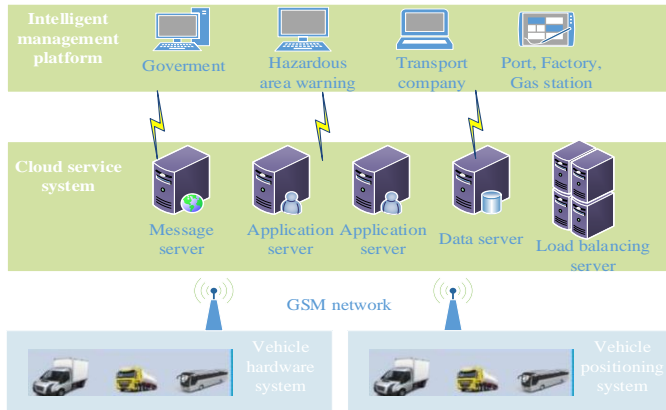 Intelligent
management
platform
Goverment
Hazardous
area warning
Transport
company
Port, Factory,
Gas station
Cloud service
system
Message
server
Application
server
Application
server
Data server
Load balancing
server
GSM network
Vehicle
hardware
system
Vehicle
positioning
system